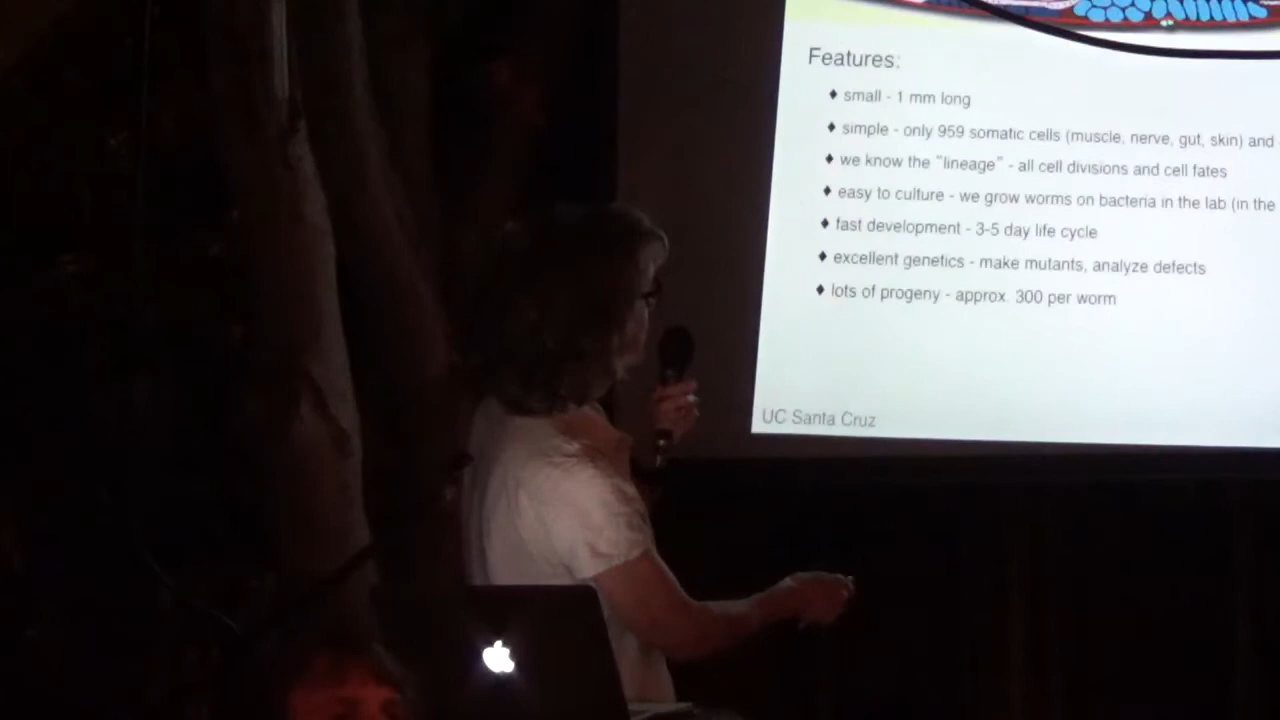 Features:
♦ small - 1 mm long
♦ simple - only 959 somatic cells (muscle, nerve, gut, skin) and
♦ we know the “lineage” - all cell divisions and cell fates
♦ easy to culture - we grow worms on bacteria in the lab (in the
♦ fast development - 3-5 day life cycle
♦ excellent genetics - make mutants, analyze defects
♦ lots of progeny - approx. 300 per worm
UC Santa Cruz